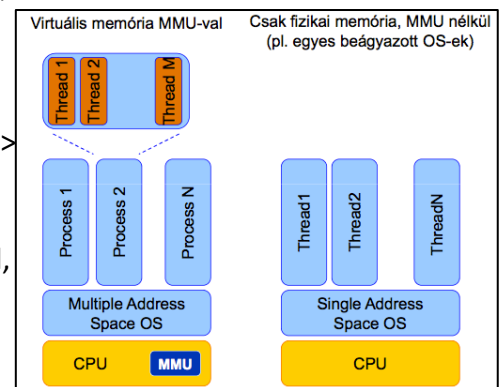 Virtuális memória MMU-val
Csak fizikai memória, MMU nélkül
(pl. egyes beágyazott OS-ek)
Thread 1
Thread 2
Thread M
>
Process 1
Process 2
Process N
Thread1
Thread2
ThreadN
,
Multiple Address
Space OS
Single Address
Space OS
CPU
MMU
CPU